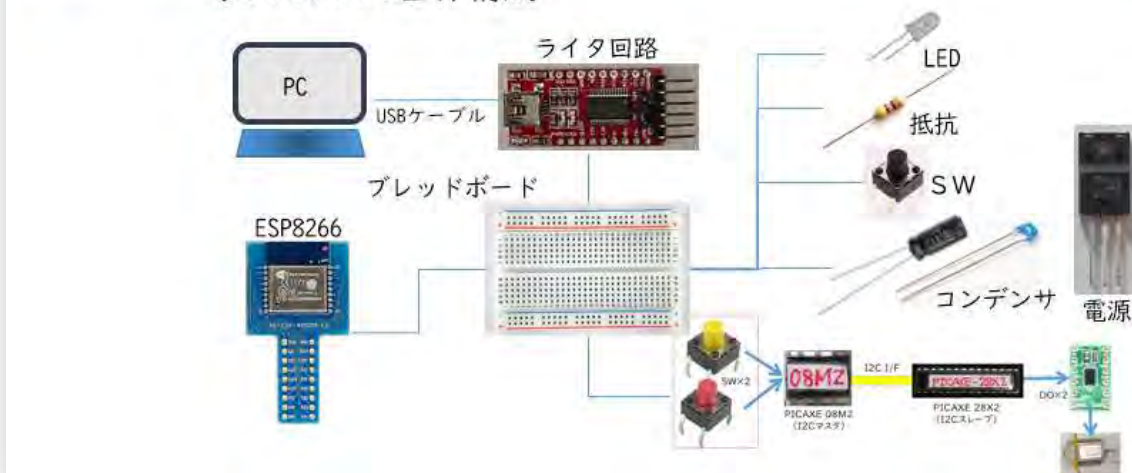 PC
USBケーブル
ライタ回路
LED
抵抗
SW
ブレッドボード
ESP8266
コンデンサ
電源
SW×2
08M2
PICAXE 08M2
(I2Cマスタ)
I2C I/F
PICAXE-28X2
PICAXE 28X2
(I2Cスレーブ)
DO×2